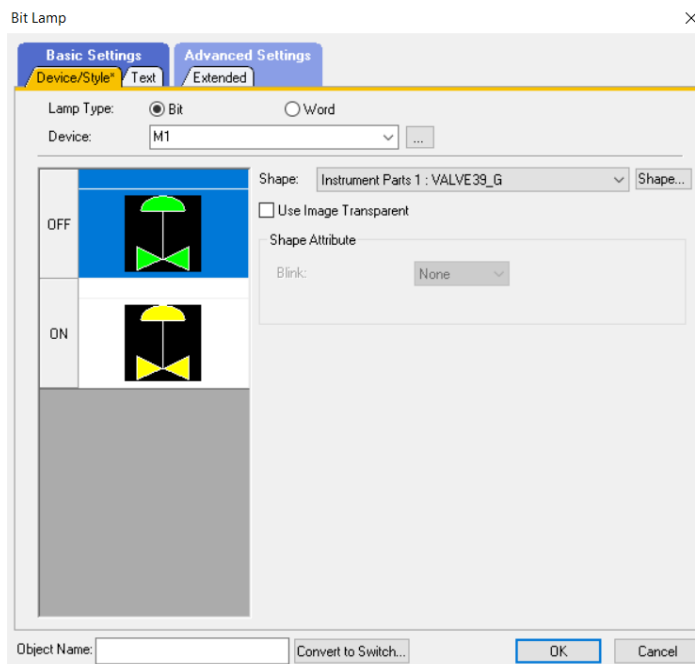 Bit Lamp
Basic Settings Advanced Settings
Device/Style* Text Extended
Lamp Type: Bit Word
Device: M1 ...
OFF
Shape: Instrument Parts 1 : VALVE39_G Shape...
Use Image Transparent
Shape Attribute
Blink: None
ON
Object Name: Convert to Switch... OK Cancel